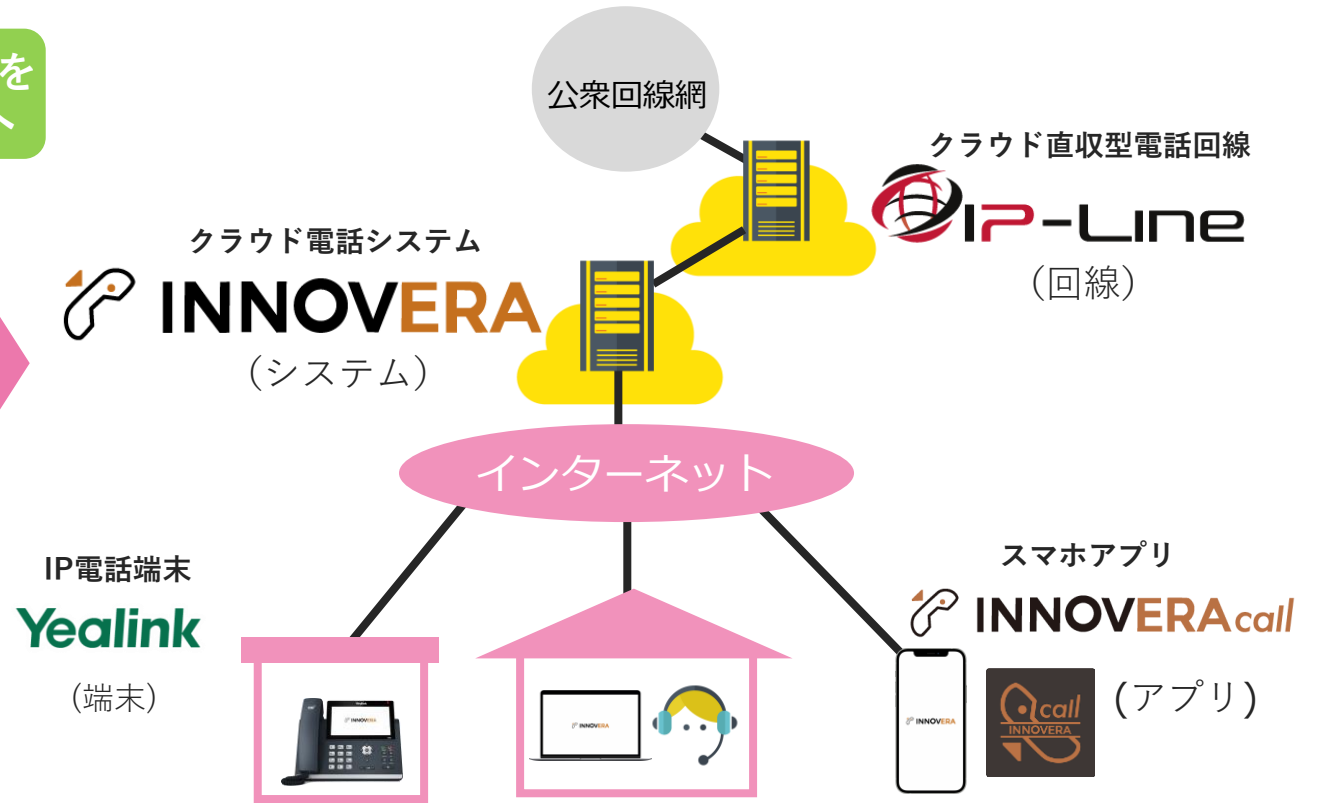 を
へ
公衆回線網
クラウド直収型電話回線
IP-Line
(回線)
クラウド電話システム
INNOVERA
(システム)
インターネット
IP電話端末
Yealink
(端末)
スマホアプリ
INNOVERAcall
(アプリ)
INNOVERA
INNOVERA
INNOVERA
call
INNOVERA